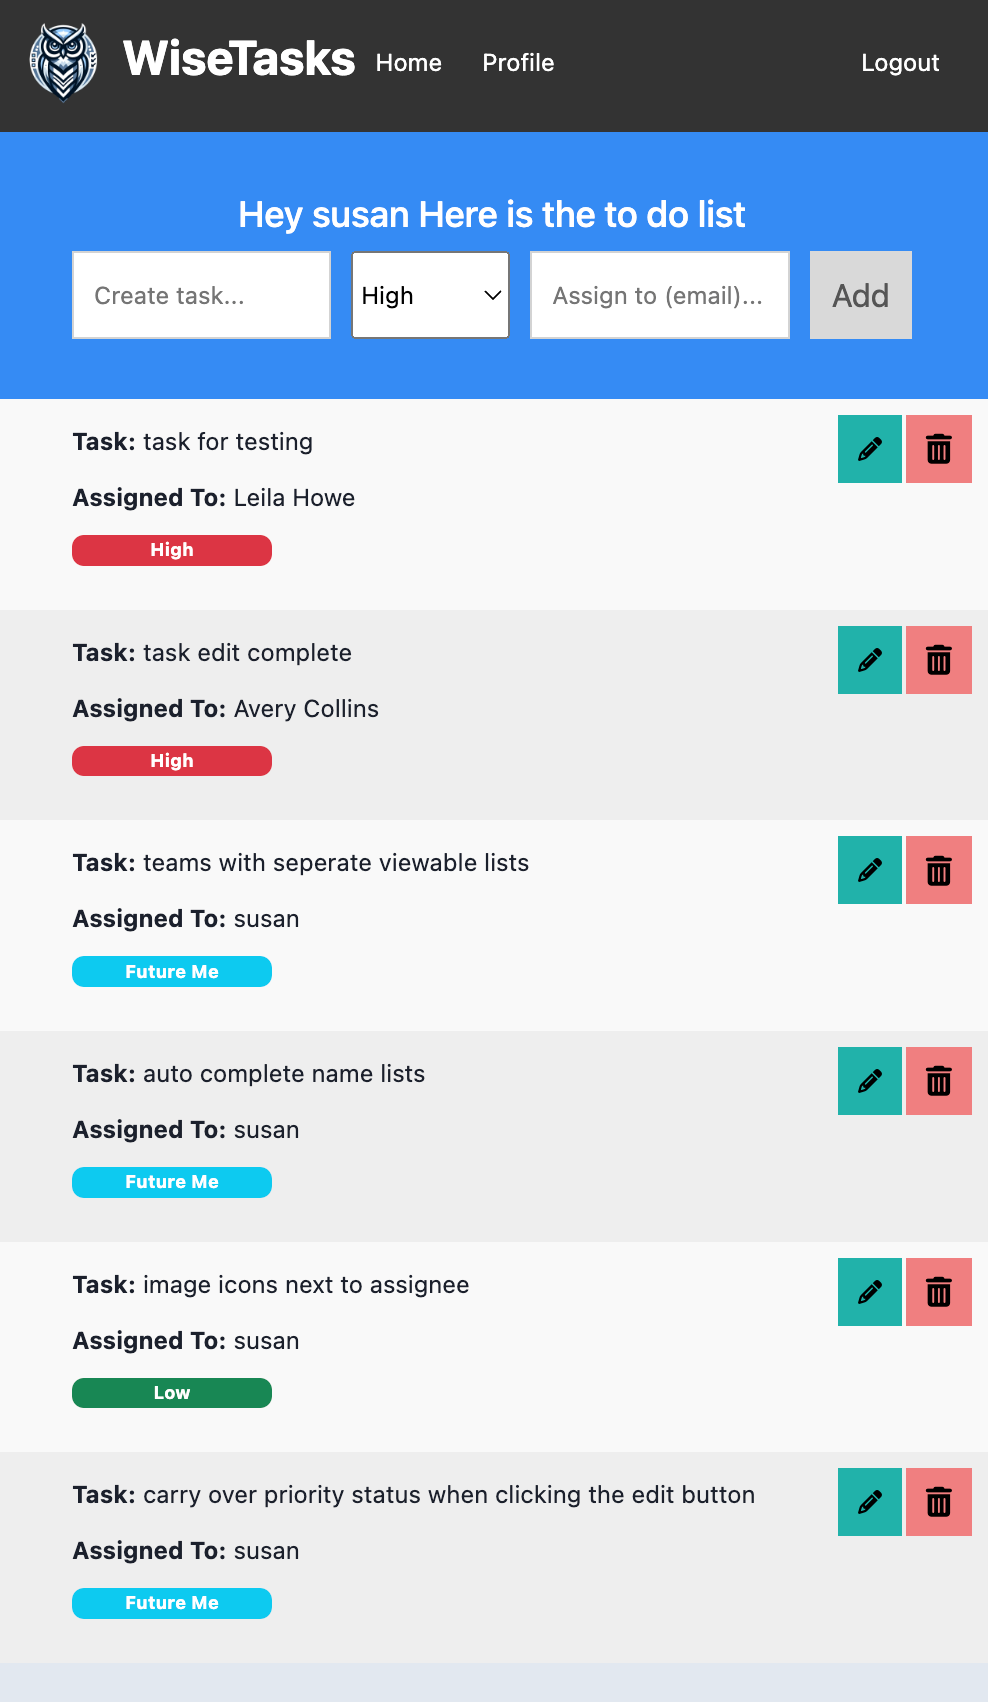 WiseTasks Home Profile Logout
Hey susan Here is the to do list
Create task... High Assign to (email)... Add
Task: task for testing
Assigned To: Leila Howe
High
Task: task edit complete
Assigned To: Avery Collins
High
Task: teams with seperate viewable lists
Assigned To: susan
Future Me
Task: auto complete name lists
Assigned To: susan
Future Me
Task: image icons next to assignee
Assigned To: susan
Low
Task: carry over priority status when clicking the edit button
Assigned To: susan
Future Me